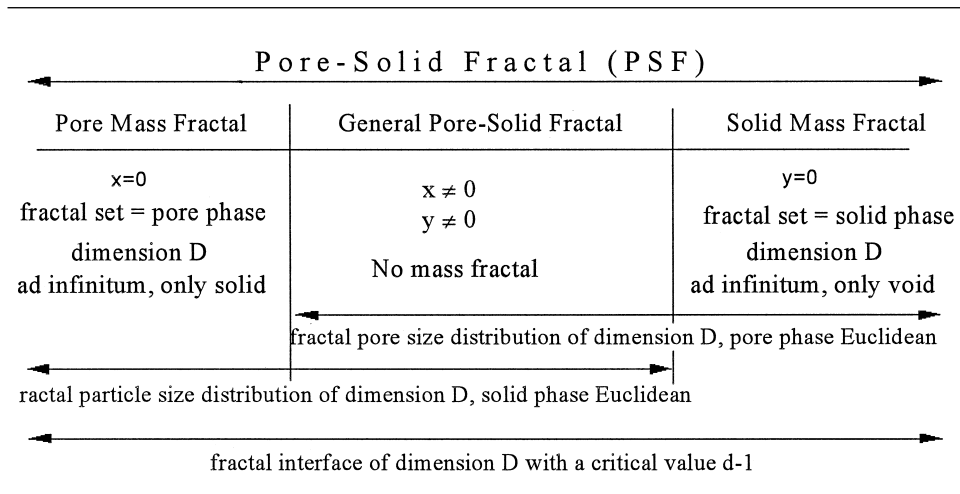 Pore-Solid Fractal (PSF)
Pore Mass Fractal
General Pore-Solid Fractal
Solid Mass Fractal
x=0
fractal set = pore phase
dimension D
ad infinitum, only solid
x ≠ 0
y ≠ 0
No mass fractal
y=0
fractal set = solid phase
dimension D
ad infinitum, only void
fractal pore size distribution of dimension D, pore phase Euclidean
ractal particle size distribution of dimension D, solid phase Euclidean
fractal interface of dimension D with a critical value d-1